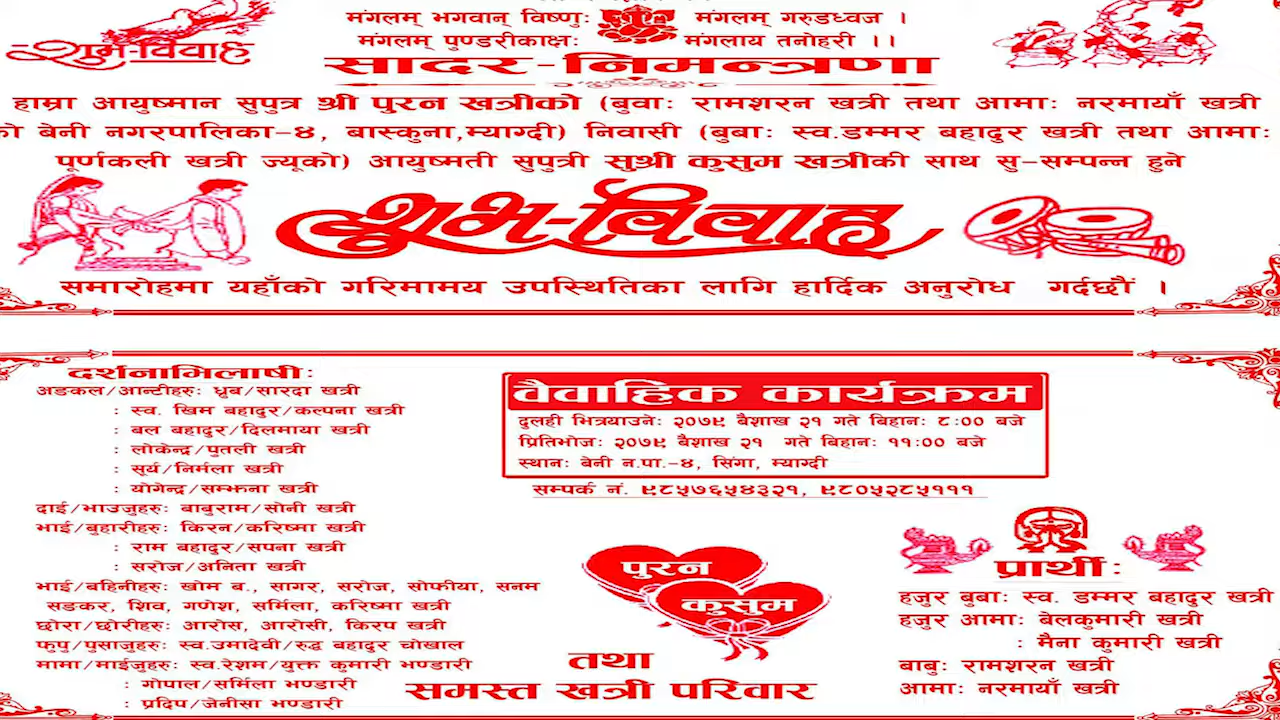 शुभ-विवाह
मंगलम् भगवान् विष्णुः मंगलम् गरुडध्वज ।
मंगलम् पुण्डरीकाक्षः मंगलाय तनोहरी ।।
सादर-निमन्त्रणा
हाम्रा आयुष्मान सुपुत्र श्री पुरन खत्रीको (बुवाः रामशरन खत्री तथा आमाः नरमायाँ खत्री
को बेनी नगरपालिका-४, बास्कुना,म्याग्दी) निवासी (बुबाः स्व.डम्मर बहादुर खत्री तथा आमाः
पूर्णकली खत्री ज्यूको) आयुष्मती सुपुत्री सुश्री कुसुम खत्रीकी साथ सु-सम्पन्न हुने
शुभ-विवाह
समारोहमा यहाँको गरिमामय उपस्थितिका लागि हार्दिक अनुरोध गर्दछौं ।
दर्शनाभिलाषीः
अङकल/आन्टीहरुः ध्रुब/सारदा खत्री
: स्व. खिम बहादुर/कल्पना खत्री
: बल बहादुर/दिलमाया खत्री
: लोकेन्द्र/पुतली खत्री
: सूर्य/निर्मला खत्री
: योगेन्द्र/सम्झना खत्री
दाई/भाउजुहरुः बाबुराम/सोनी खत्री
भाई/बुहारीहरुः किरन/करिष्मा खत्री
: राम बहादुर/सपना खत्री
: सरोज/अनिता खत्री
भाई/बहिनीहरुः खोम ब., सागर, सरोज, सोफीया, सनम
सङकर, शिव, गणेश, सर्मिला, करिष्मा खत्री
छोरा/छोरीहरुः आरोस, आरोसी, किरप खत्री
फुपु/पुसाजुहरुः स्व.उमादेवी/रुद्र बहादुर चोखाल
मामा/माईजुहरुः स्व.रेशम/युक्त कुमारी भण्डारी
: गोपाल/सर्मिला भण्डारी
: प्रदिप/जेनीसा भण्डारी
वैवाहिक कार्यक्रम
दुलही भित्र्याउनेः २०७९ बैशाख २१ गते बिहानः ८:०० बजे
प्रितिभोजः २०७९ बैशाख २१ गते बिहानः ११:०० बजे
स्थानः बेनी न.पा.-४, सिंगा, म्याग्दी
सम्पर्क नं. ९८५७६५४३२१, ९८०५२८५१११
पुरन
कुसुम
तथा
समस्त खत्री परिवार
प्रार्थीः
हजुर बुबाः स्व. डम्मर बहादुर खत्री
हजुर आमाः बेलकुमारी खत्री
: मैना कुमारी खत्री
बाबुः रामशरन खत्री
आमाः नरमायाँ खत्री